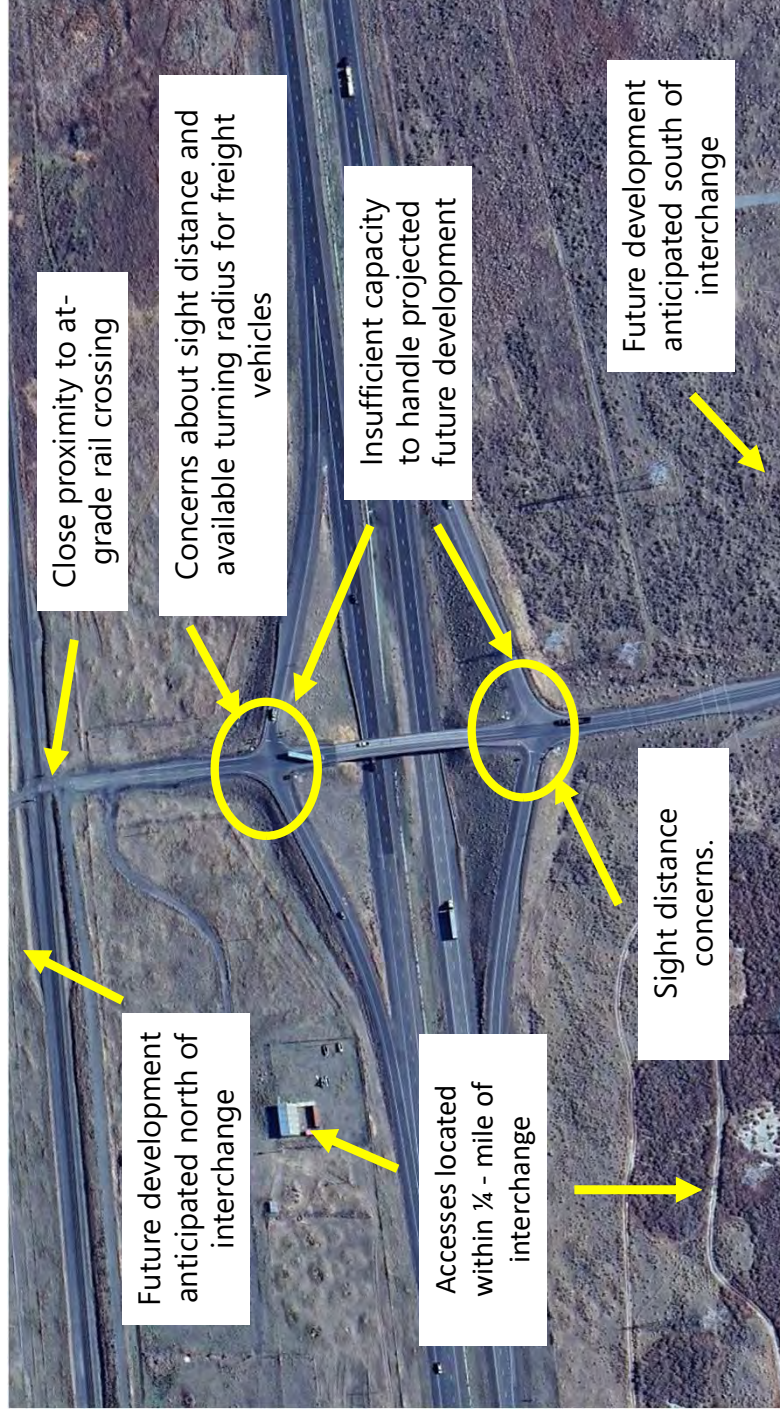 Close proximity to at-
grade rail crossing
Concerns about sight distance and
available turning radius for freight
vehicles
Future development
anticipated north of
interchange
Insufficient capacity
to handle projected
future development
Accesses located
within ¼ - mile of
interchange
Sight distance
concerns.
Future development
anticipated south of
interchange